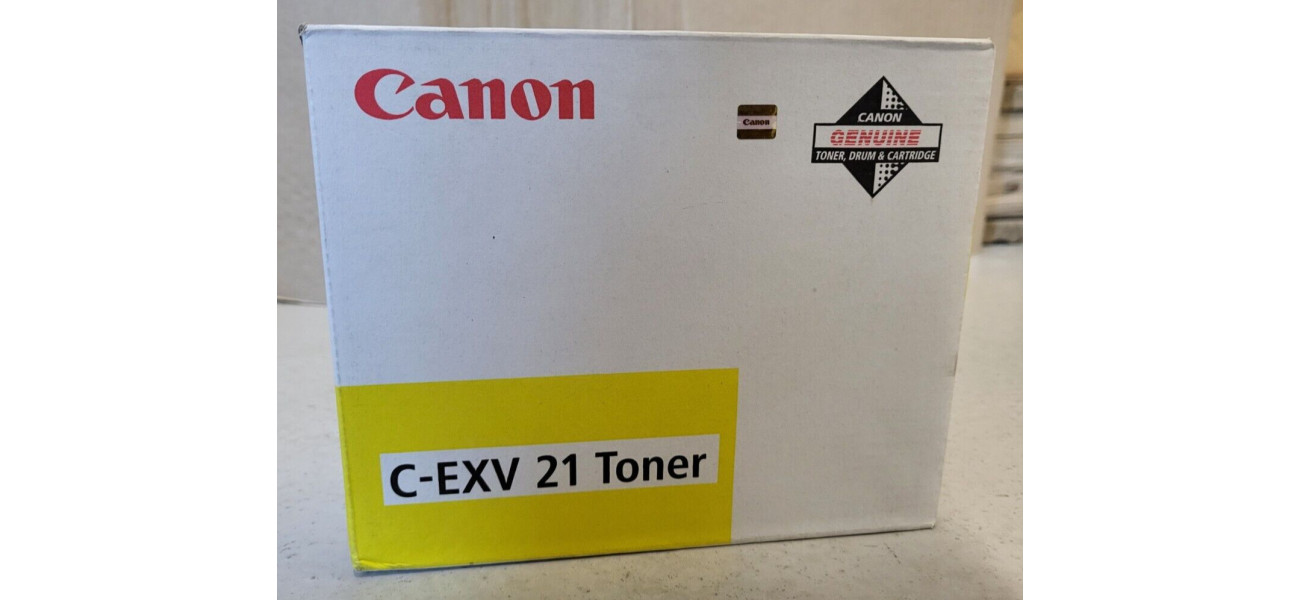 Canon
Canon
CANON
GENUINE
TONER, DRUM & CARTRIDGE
C-EXV 21 Toner